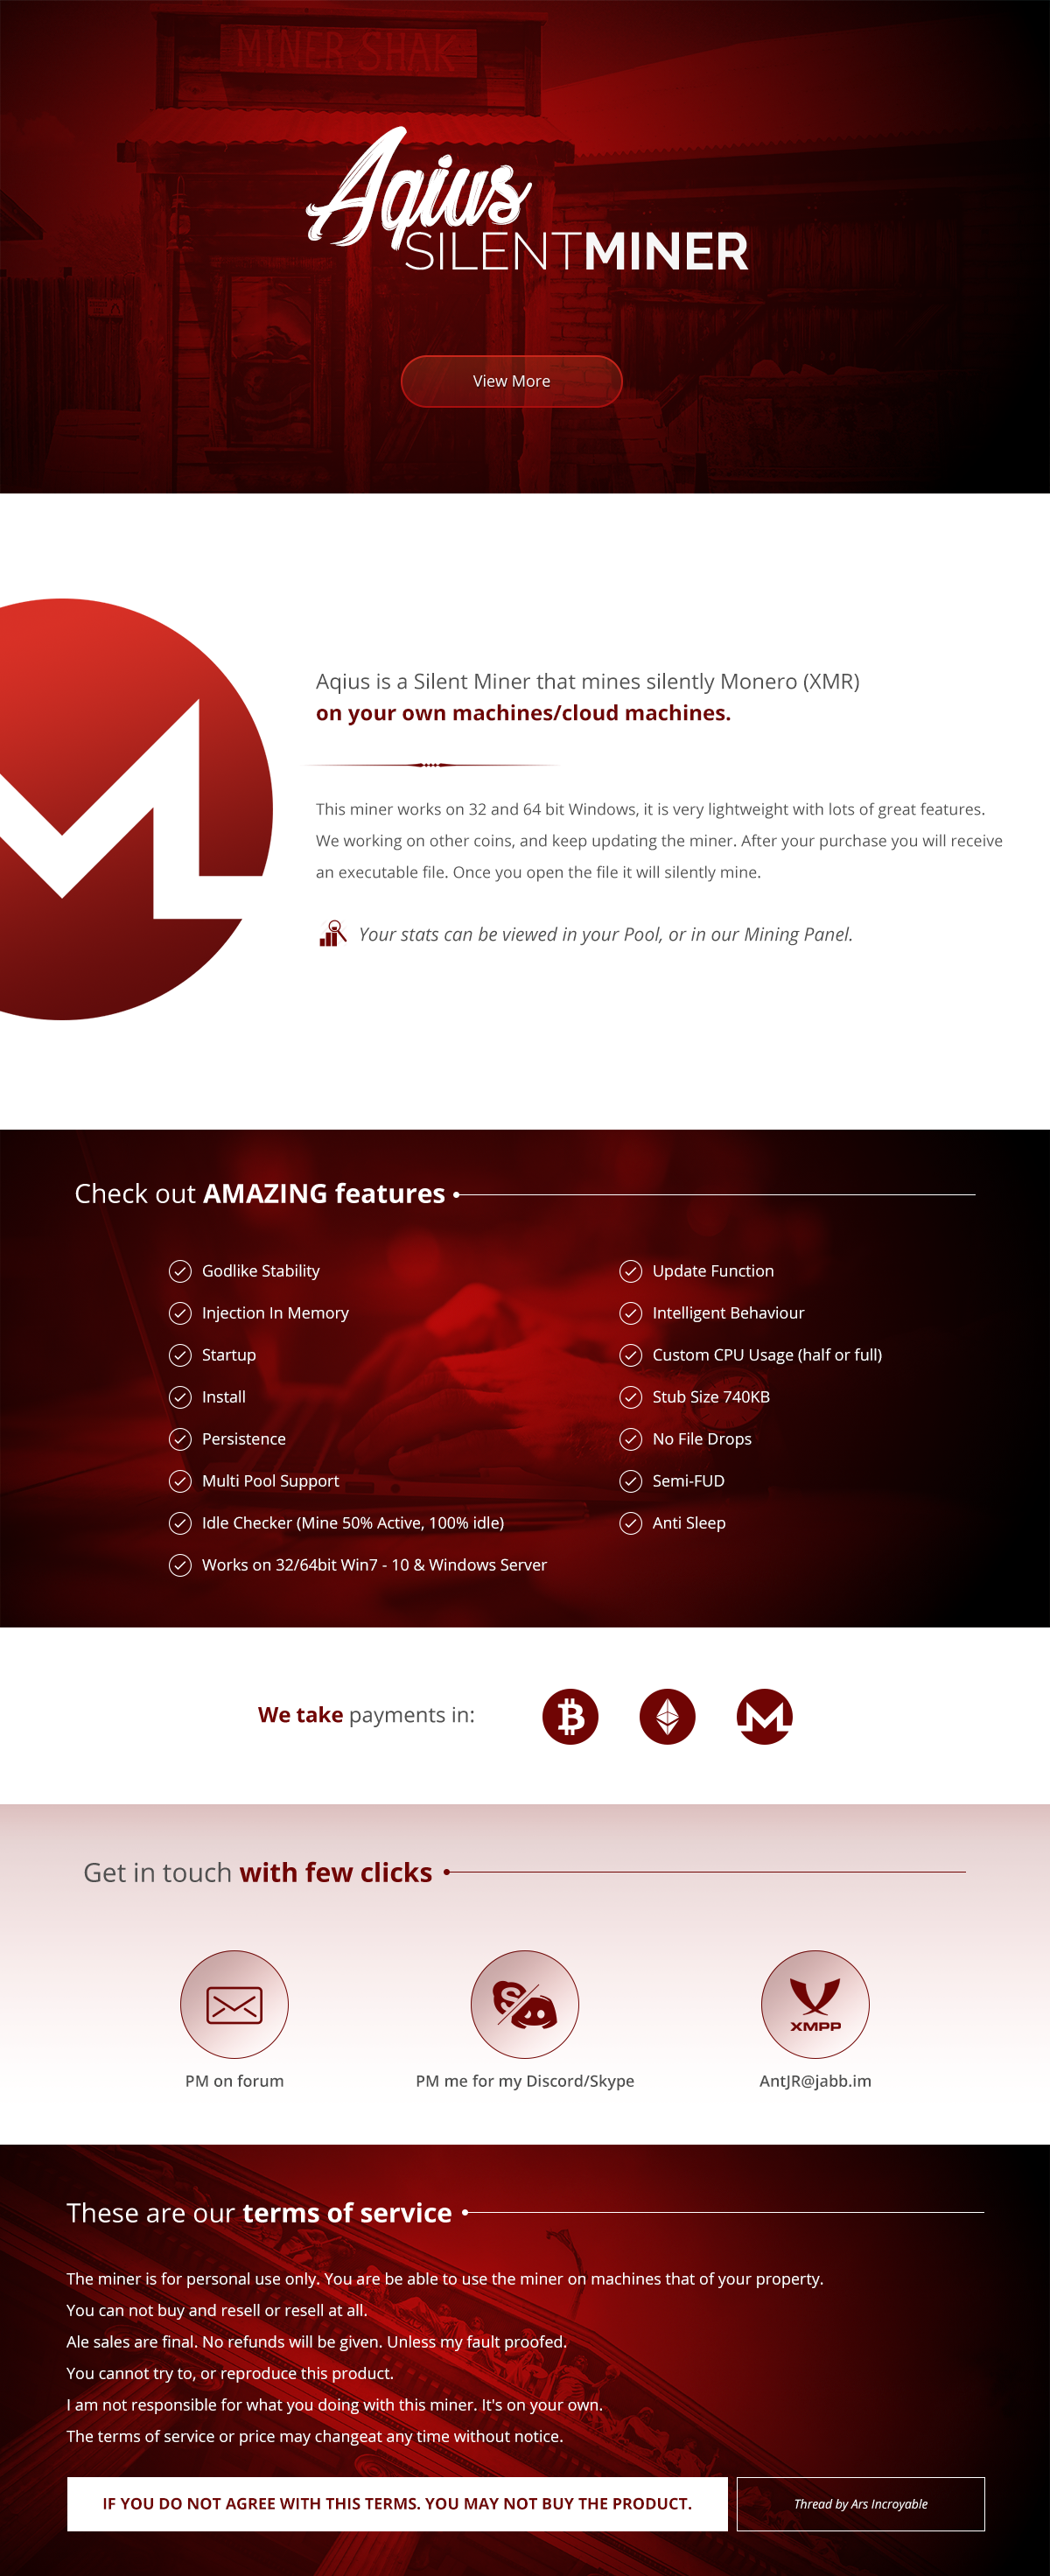 MINER SHAK
Aqius
SILENTMINER
View More
Aqius is a Silent Miner that mines silently Monero (XMR)
on your own machines/cloud machines.
This miner works on 32 and 64 bit Windows, it is very lightweight with lots of great features.
We working on other coins, and keep updating the miner. After your purchase you will receive
an executable file. Once you open the file it will silently mine.
Your stats can be viewed in your Pool, or in our Mining Panel.
Check out AMAZING features
Godlike Stability
Injection In Memory
Startup
Install
Persistence
Multi Pool Support
Idle Checker (Mine 50% Active, 100% idle)
Works on 32/64bit Win7 - 10 & Windows Server
Update Function
Intelligent Behaviour
Custom CPU Usage (half or full)
Stub Size 740KB
No File Drops
Semi-FUD
Anti Sleep
We take payments in:
Get in touch with few clicks
XMPP
PM on forum
PM me for my Discord/Skype
AntJR@jabb.im
These are our terms of service
The miner is for personal use only. You are be able to use the miner on machines that of your property.
You can not buy and resell or resell at all.
Ale sales are final. No refunds will be given. Unless my fault proofed.
You cannot try to, or reproduce this product.
I am not responsible for what you doing with this miner. It's on your own.
The terms of service or price may changeat any time without notice.
IF YOU DO NOT AGREE WITH THIS TERMS. YOU MAY NOT BUY THE PRODUCT.
Thread by Ars Incroyable